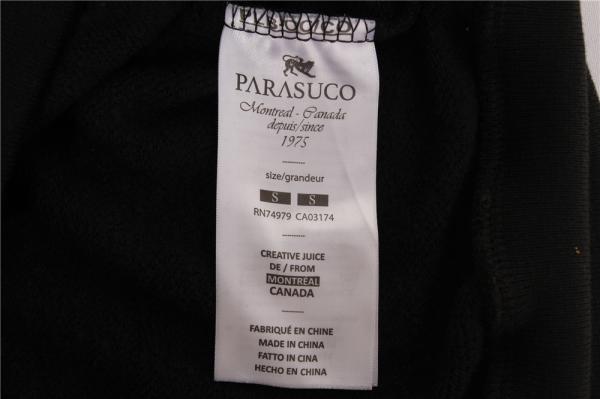 PARASUCO
Montreal - Canada
depuis/since
1975
size/grandeur
S S
RN74979 CA03174
CREATIVE JUICE
DE / FROM
MONTRÉAL
CANADA
FABRIQUÉ EN CHINE
MADE IN CHINA
FATTO IN CINA
HECHO EN CHINA